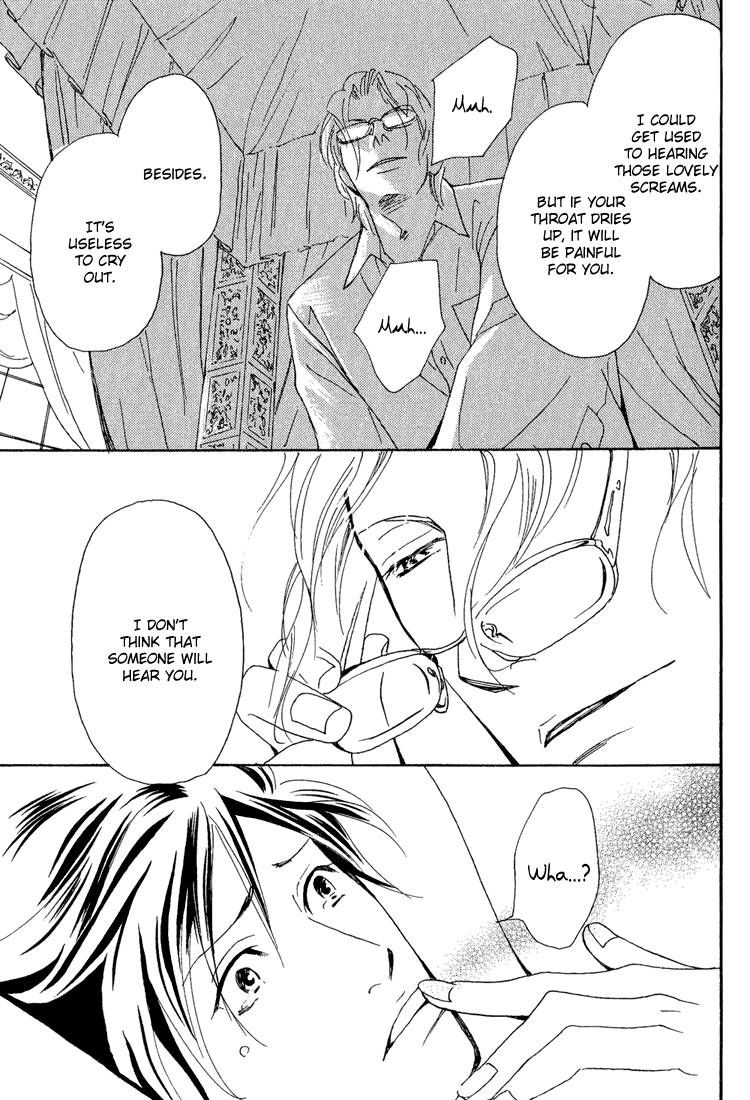 I COULD
GET USED
TO HEARING
THOSE LOVELY
SCREAMS.
BUT IF YOUR
THROAT DRIES
UP, IT WILL
BE PAINFUL
FOR YOU.
Muh.
Muh...
BESIDES.
IT'S
USELESS
TO CRY
OUT.
I DON'T
THINK THAT
SOMEONE WILL
HEAR YOU.
Wha...?